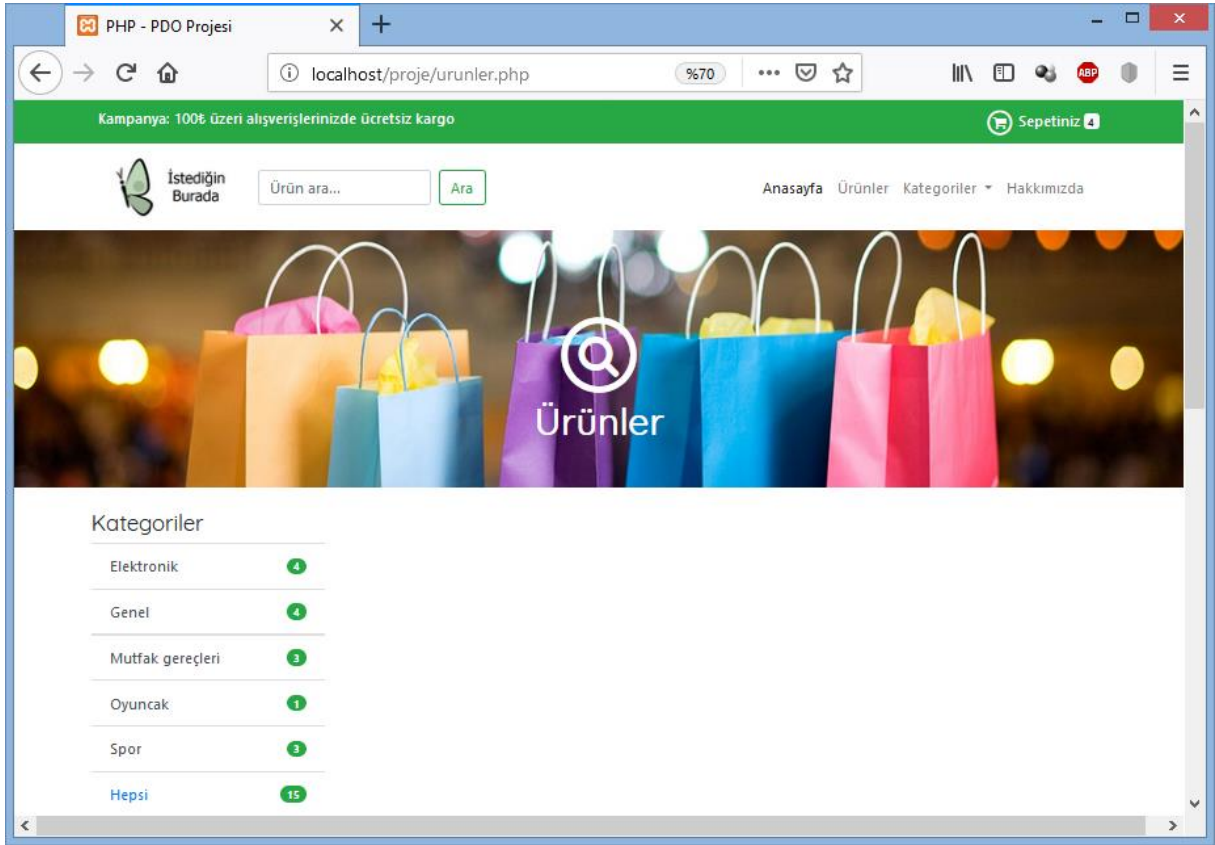 PHP - PDO Projesi
localhost/proje/urunler.php
%70
ABP
Kampanya: 100₺ üzeri alışverişlerinizde ücretsiz kargo
Sepetiniz 4
İstediğin
Burada
Ürün ara...
Ara
Anasayfa Ürünler Kategoriler Hakkımızda
Ürünler
Kategoriler
Elektronik 4
Genel 4
Mutfak gereçleri 3
Oyuncak 1
Spor 3
Hepsi 15